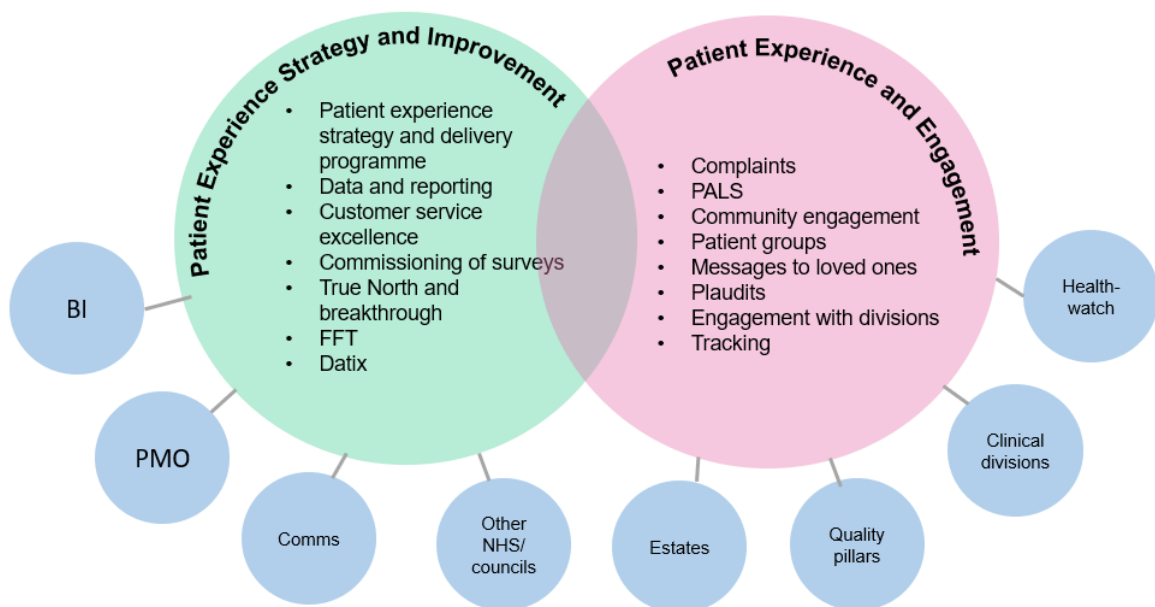 Patient Experience Strategy and Improvement
• Patient experience
strategy and delivery
programme
• Data and reporting
• Customer service
excellence
• Commissioning of surveys
• True North and
breakthrough
• FFT
• Datix
Patient Experience and Engagement
• Complaints
• PALS
• Community engagement
• Patient groups
• Messages to loved ones
• Plaudits
• Engagement with divisions
• Tracking
BI
PMO
Comms
Other
NHS/
councils
Estates
Quality
pillars
Clinical
divisions
Health-
watch